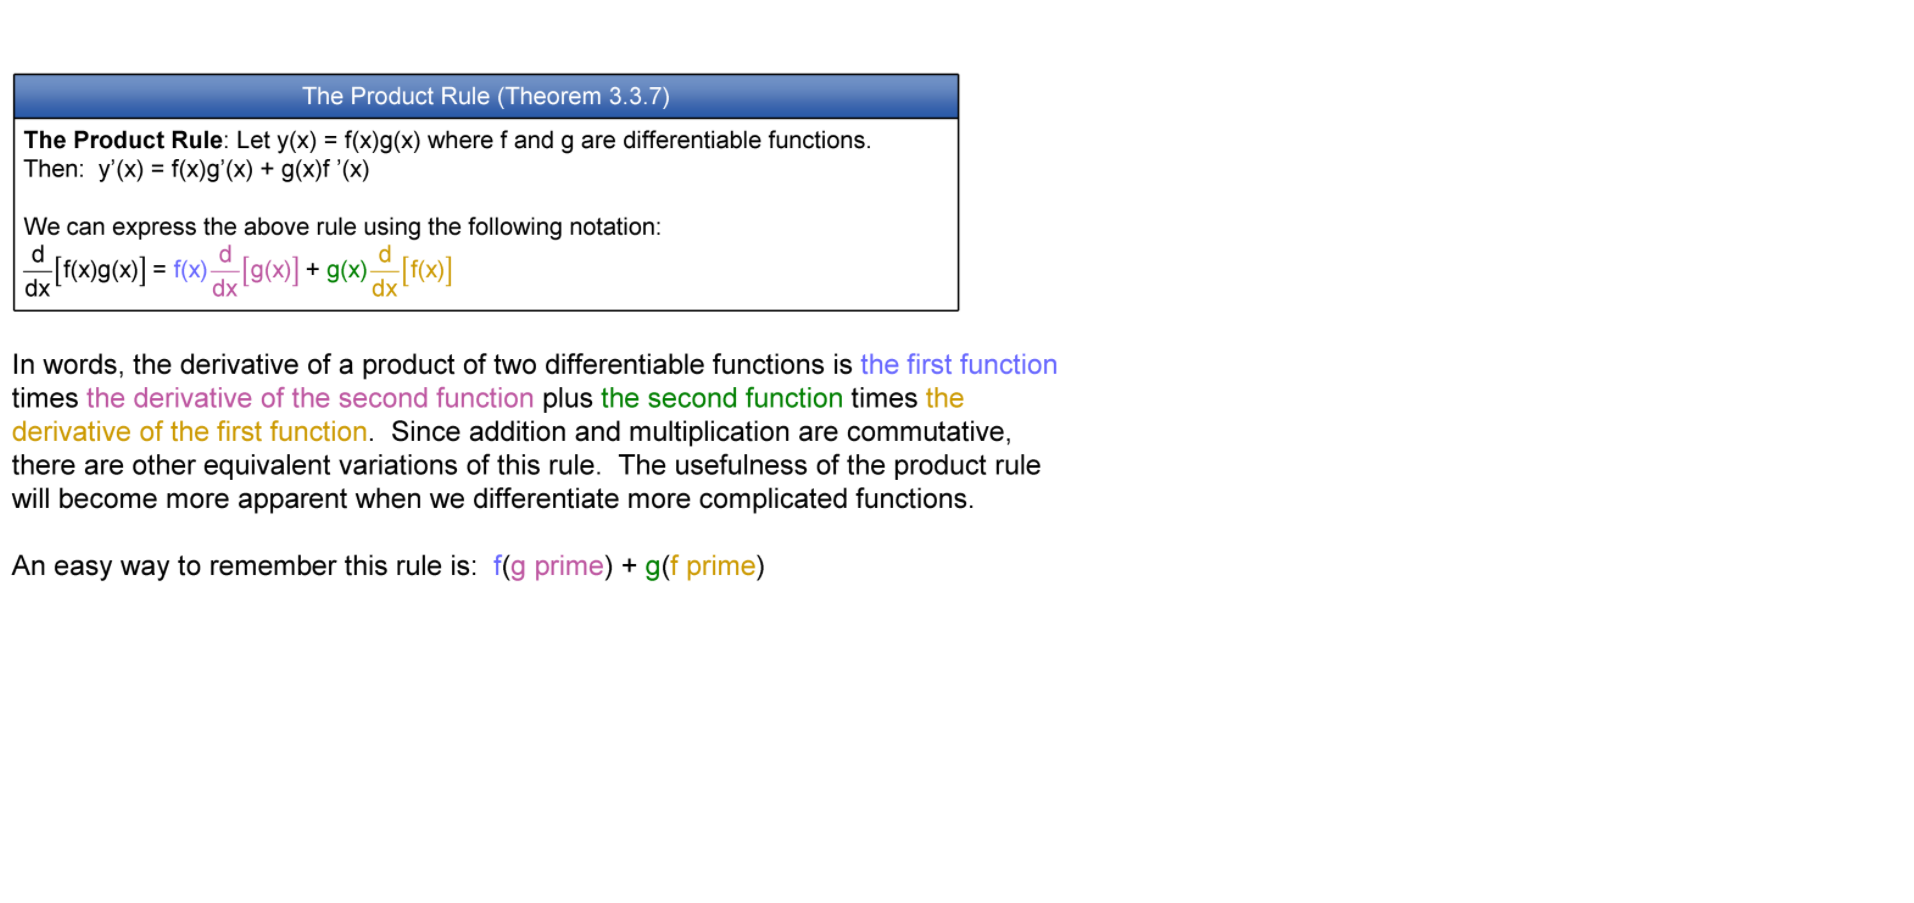 The Product Rule (Theorem 3.3.7)
The Product Rule: Let y(x) = f(x)g(x) where f and g are differentiable functions.
Then:  y’(x) = f(x)g’(x) + g(x)f ’(x)
We can express the above rule using the following notation:
d/dx [f(x)g(x)] = f(x) d/dx [g(x)] + g(x) d/dx [f(x)]
In words, the derivative of a product of two differentiable functions is the first function
times the derivative of the second function plus the second function times the
derivative of the first function.  Since addition and multiplication are commutative,
there are other equivalent variations of this rule.  The usefulness of the product rule
will become more apparent when we differentiate more complicated functions.
An easy way to remember this rule is:  f(g prime) + g(f prime)